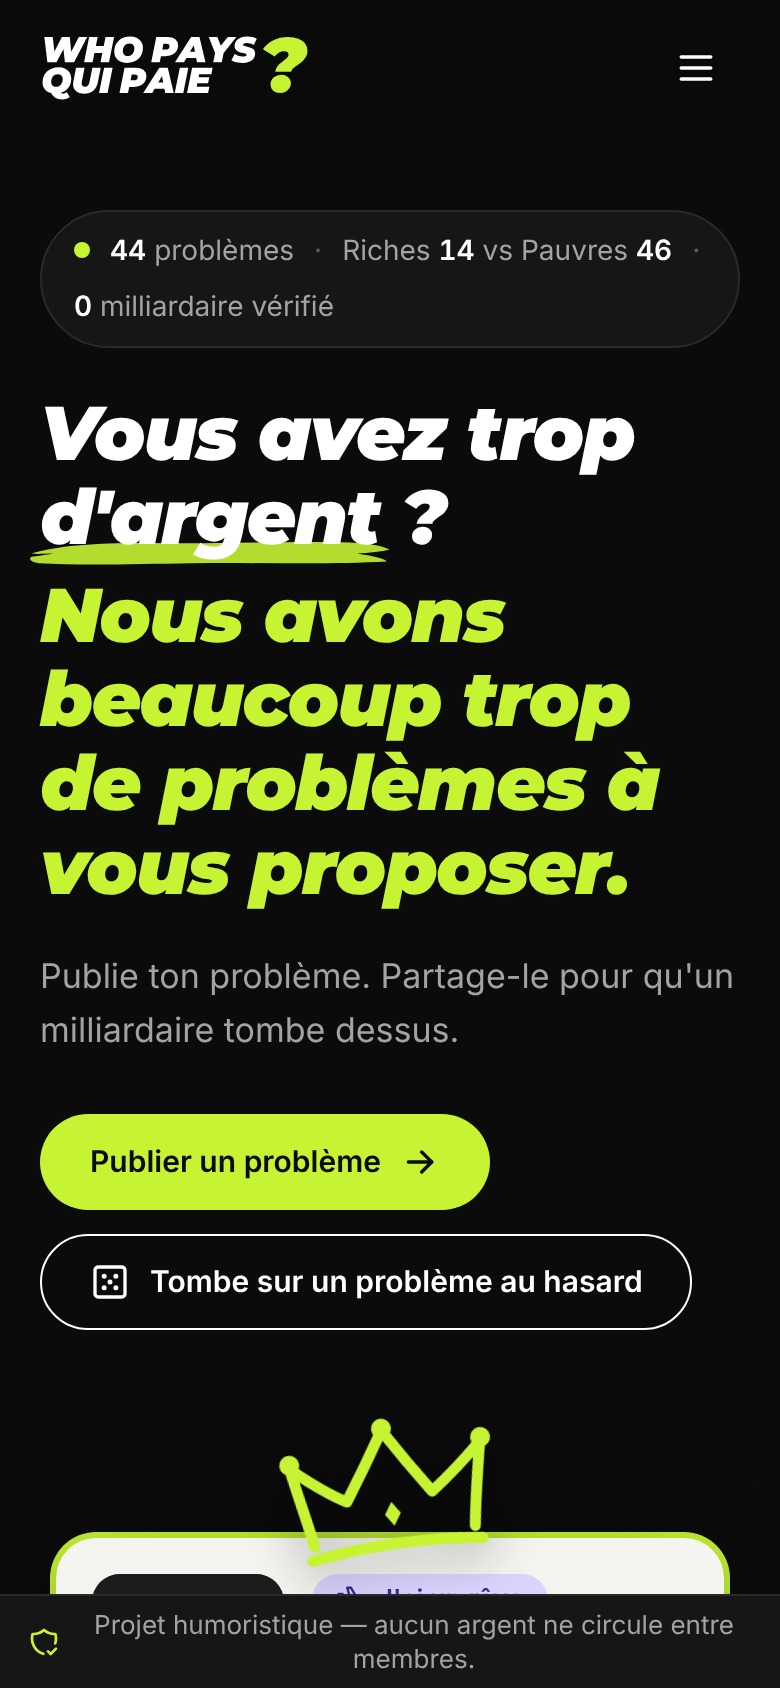 WHO PAYS
QUI PAIE ?
44 problèmes · Riches 14 vs Pauvres 46 ·
0 milliardaire vérifié
Vous avez trop
d'argent ?
Nous avons
beaucoup trop
de problèmes à
vous proposer.
Publie ton problème. Partage-le pour qu'un
milliardaire tombe dessus.
Publier un problème →
Tombe sur un problème au hasard
Projet humoristique — aucun argent ne circule entre
membres.